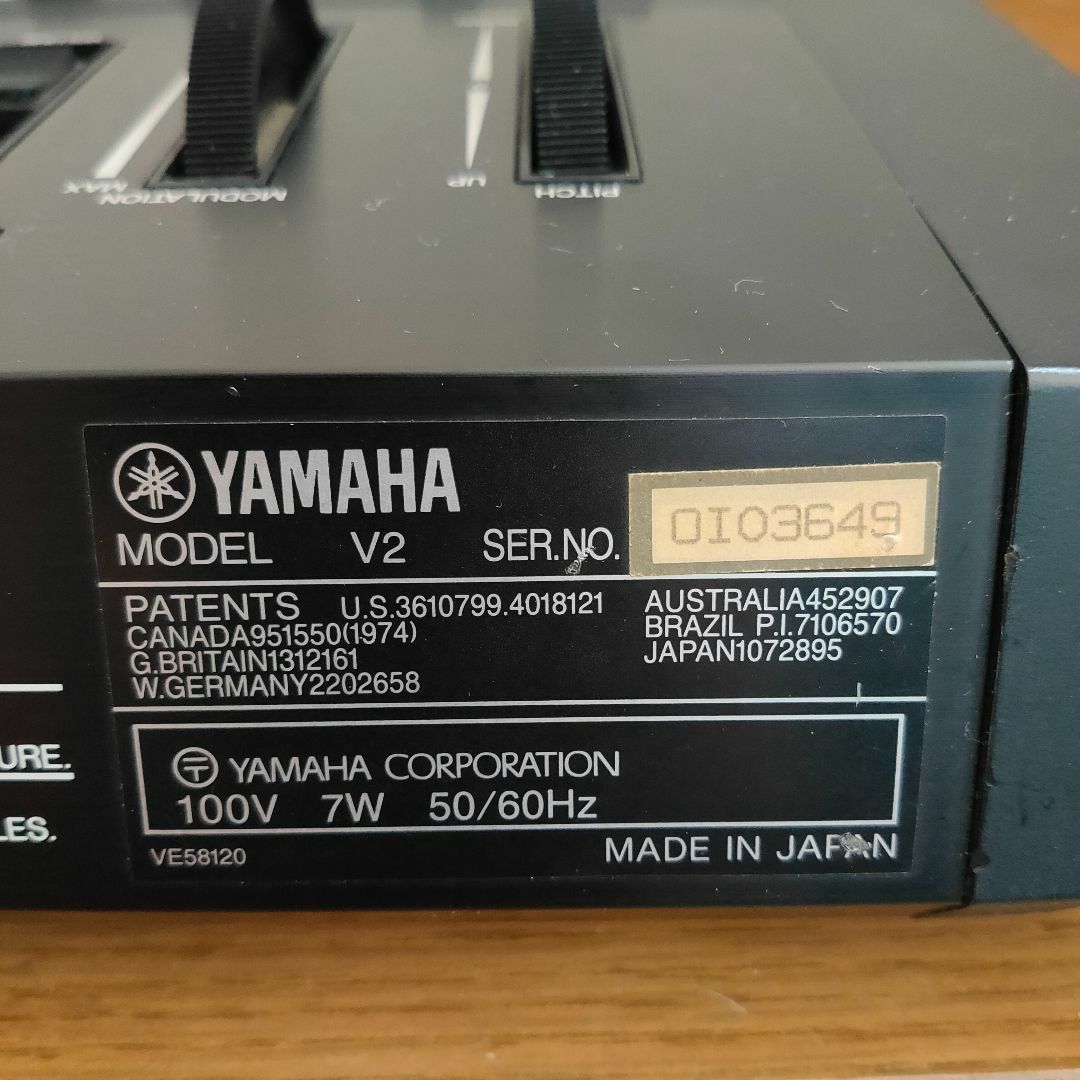 MAX MODULATION
UP PITCH
YAMAHA
MODEL V2 SER.NO. OI03649
PATENTS U.S.3610799.4018121
CANADA951550(1974)
G.BRITAIN1312161
W.GERMANY2202658
AUSTRALIA452907
BRAZIL P.I.7106570
JAPAN1072895
URE.
LES.
YAMAHA CORPORATION
100V 7W 50/60Hz
VE58120
MADE IN JAPAN